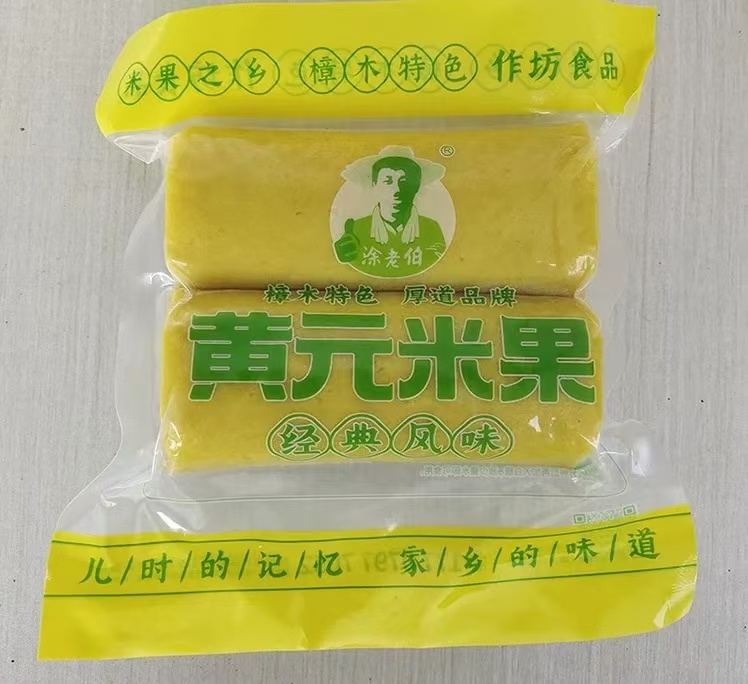 米果之乡 樟木特色 作坊食品
®
涂老伯
樟木特色 厚道品牌
黄元米果
经典风味
儿/时/的/记/忆 家/乡/的/味/道